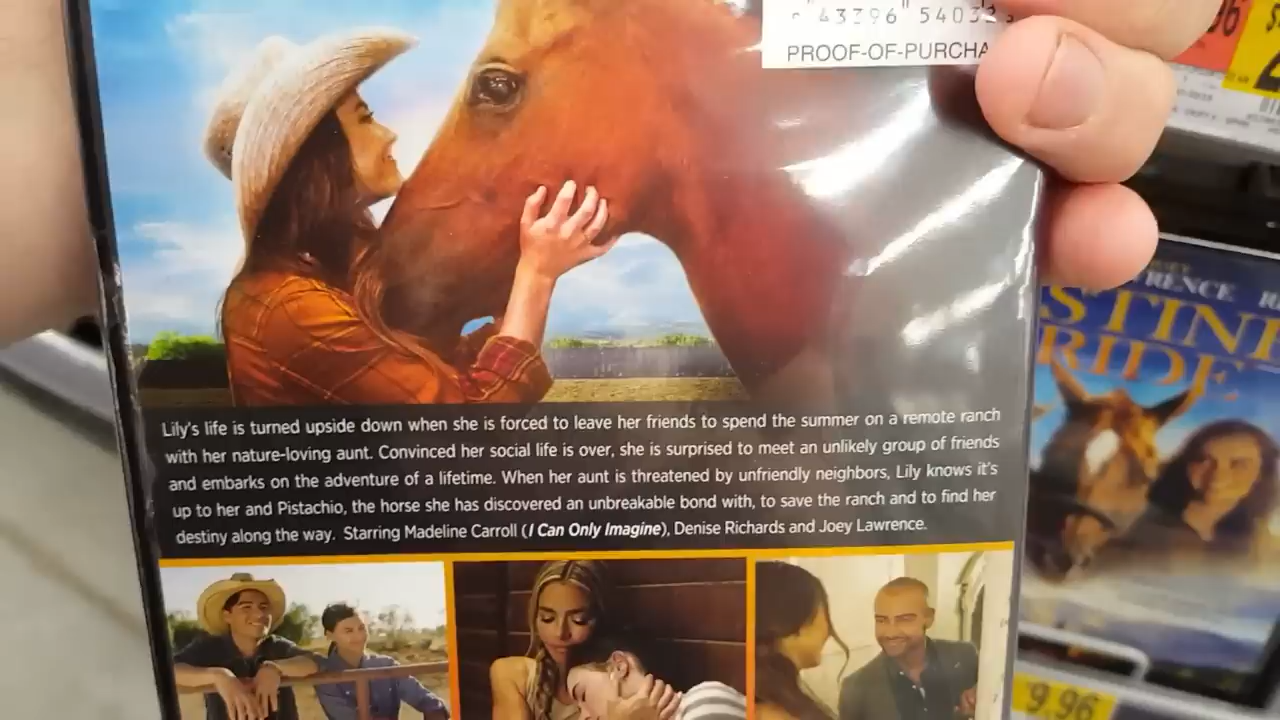 43396 5403
PROOF-OF-PURCHA
Lily's life is turned upside down when she is forced to leave her friends to spend the summer on a remote ranch
with her nature-loving aunt. Convinced her social life is over, she is surprised to meet an unlikely group of friends
and embarks on the adventure of a lifetime. When her aunt is threatened by unfriendly neighbors, Lily knows it's
up to her and Pistachio, the horse she has discovered an unbreakable bond with, to save the ranch and to find her
destiny along the way. Starring Madeline Carroll (I Can Only Imagine), Denise Richards and Joey Lawrence.
RENCE
STIN
RIDE
9.96